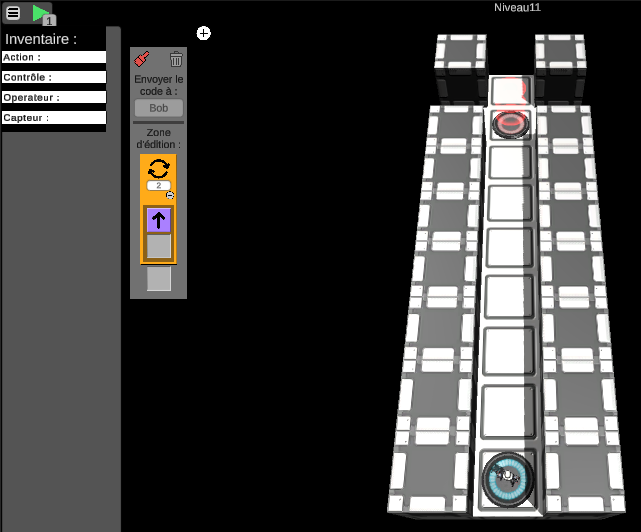 Niveau11
1
Inventaire :
Action :
Contrôle :
Operateur :
Capteur :
Envoyer le
code à :
Bob
Zone
d'édition :
2